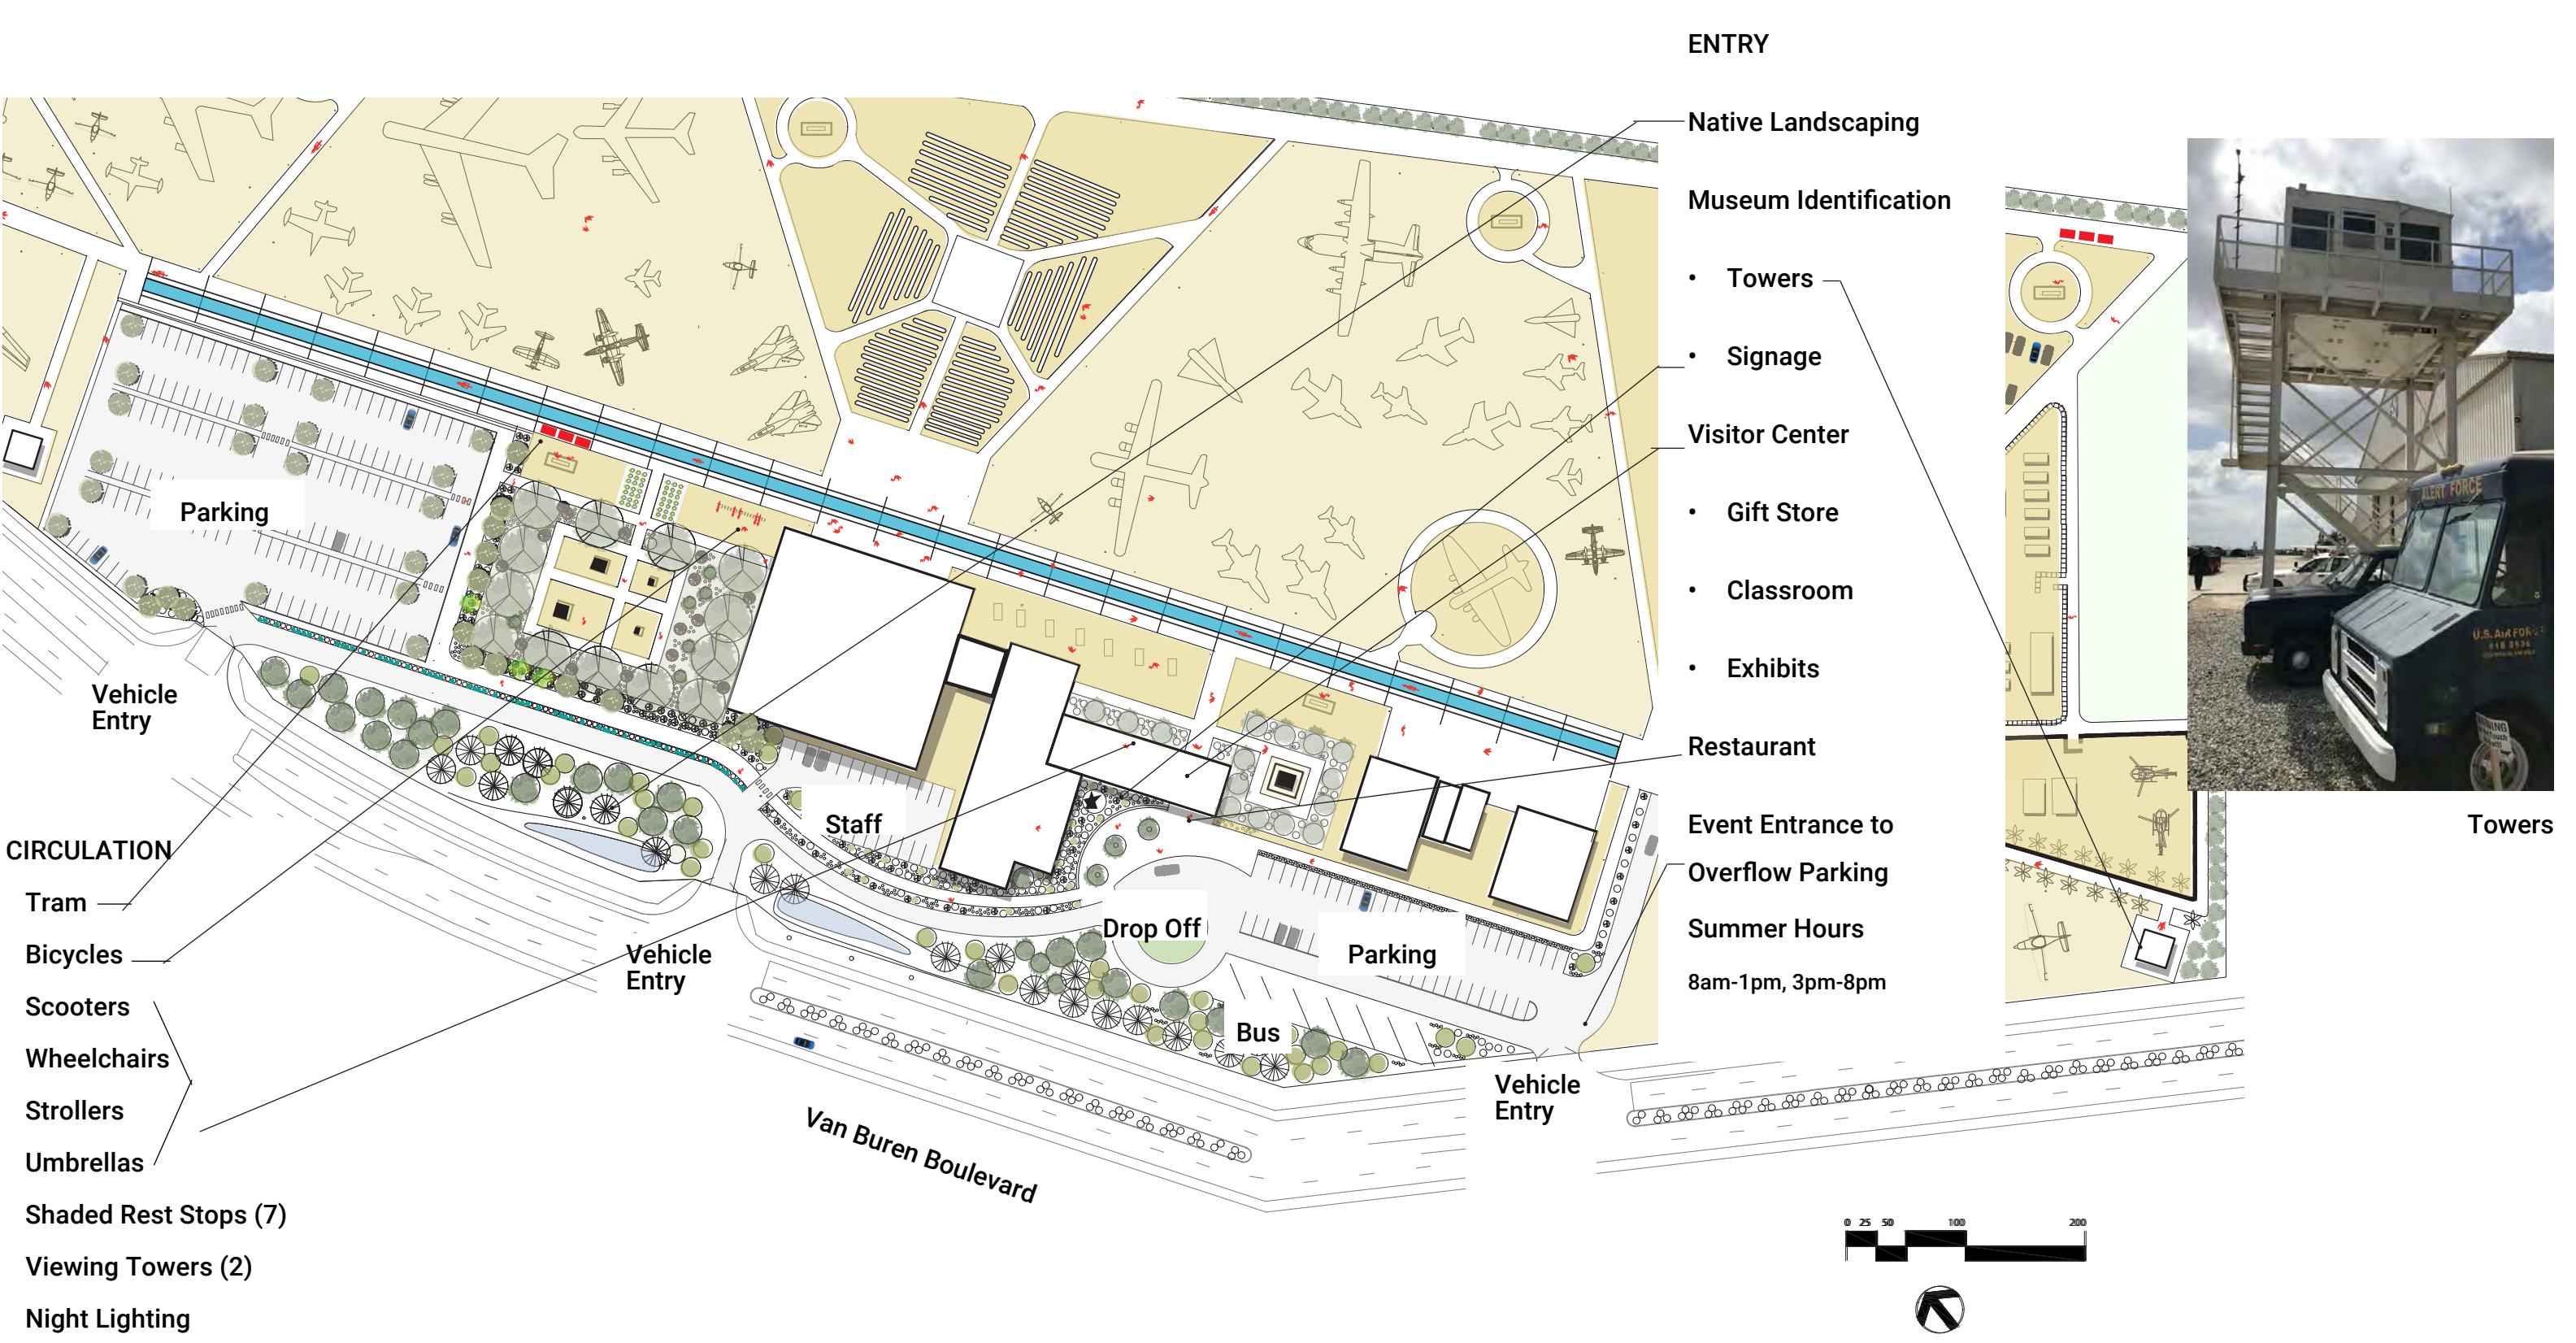 ENTRY
Native Landscaping
Museum Identification
• Towers
• Signage
Visitor Center
• Gift Store
• Classroom
• Exhibits
Restaurant
Event Entrance to
Overflow Parking
Summer Hours
8am-1pm, 3pm-8pm
Parking
Vehicle
Entry
Staff
Vehicle
Entry
Drop Off
Parking
Bus
Vehicle
Entry
Van Buren Boulevard
CIRCULATION
Tram
Bicycles
Scooters
Wheelchairs
Strollers
Umbrellas
Shaded Rest Stops (7)
Viewing Towers (2)
Night Lighting
ALERT FORCE
U.S. AIR FORCE
Towers
0 25 50 100 200